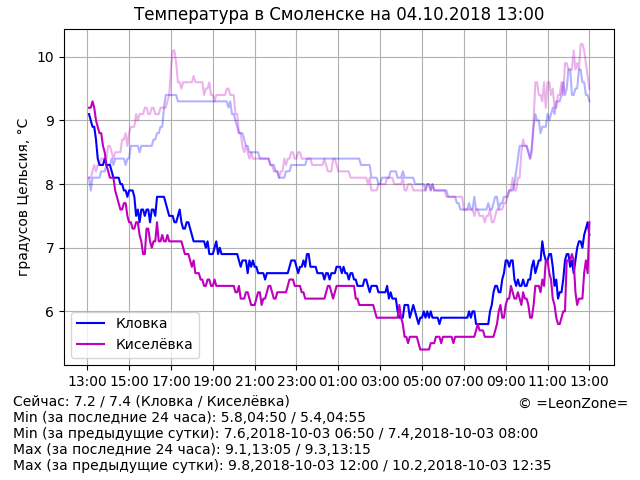 Температура в Смоленске на 04.10.2018 13:00
градусов Цельсия, °C
10
9
8
7
6
Кловка
Киселёвка
13:00 15:00 17:00 19:00 21:00 23:00 01:00 03:00 05:00 07:00 09:00 11:00 13:00
Сейчас: 7.2 / 7.4 (Кловка / Киселёвка)
© =LeonZone=
Min (за последние 24 часа): 5.8,04:50 / 5.4,04:55
Min (за предыдущие сутки): 7.6,2018-10-03 06:50 / 7.4,2018-10-03 08:00
Max (за последние 24 часа): 9.1,13:05 / 9.3,13:15
Max (за предыдущие сутки): 9.8,2018-10-03 12:00 / 10.2,2018-10-03 12:35